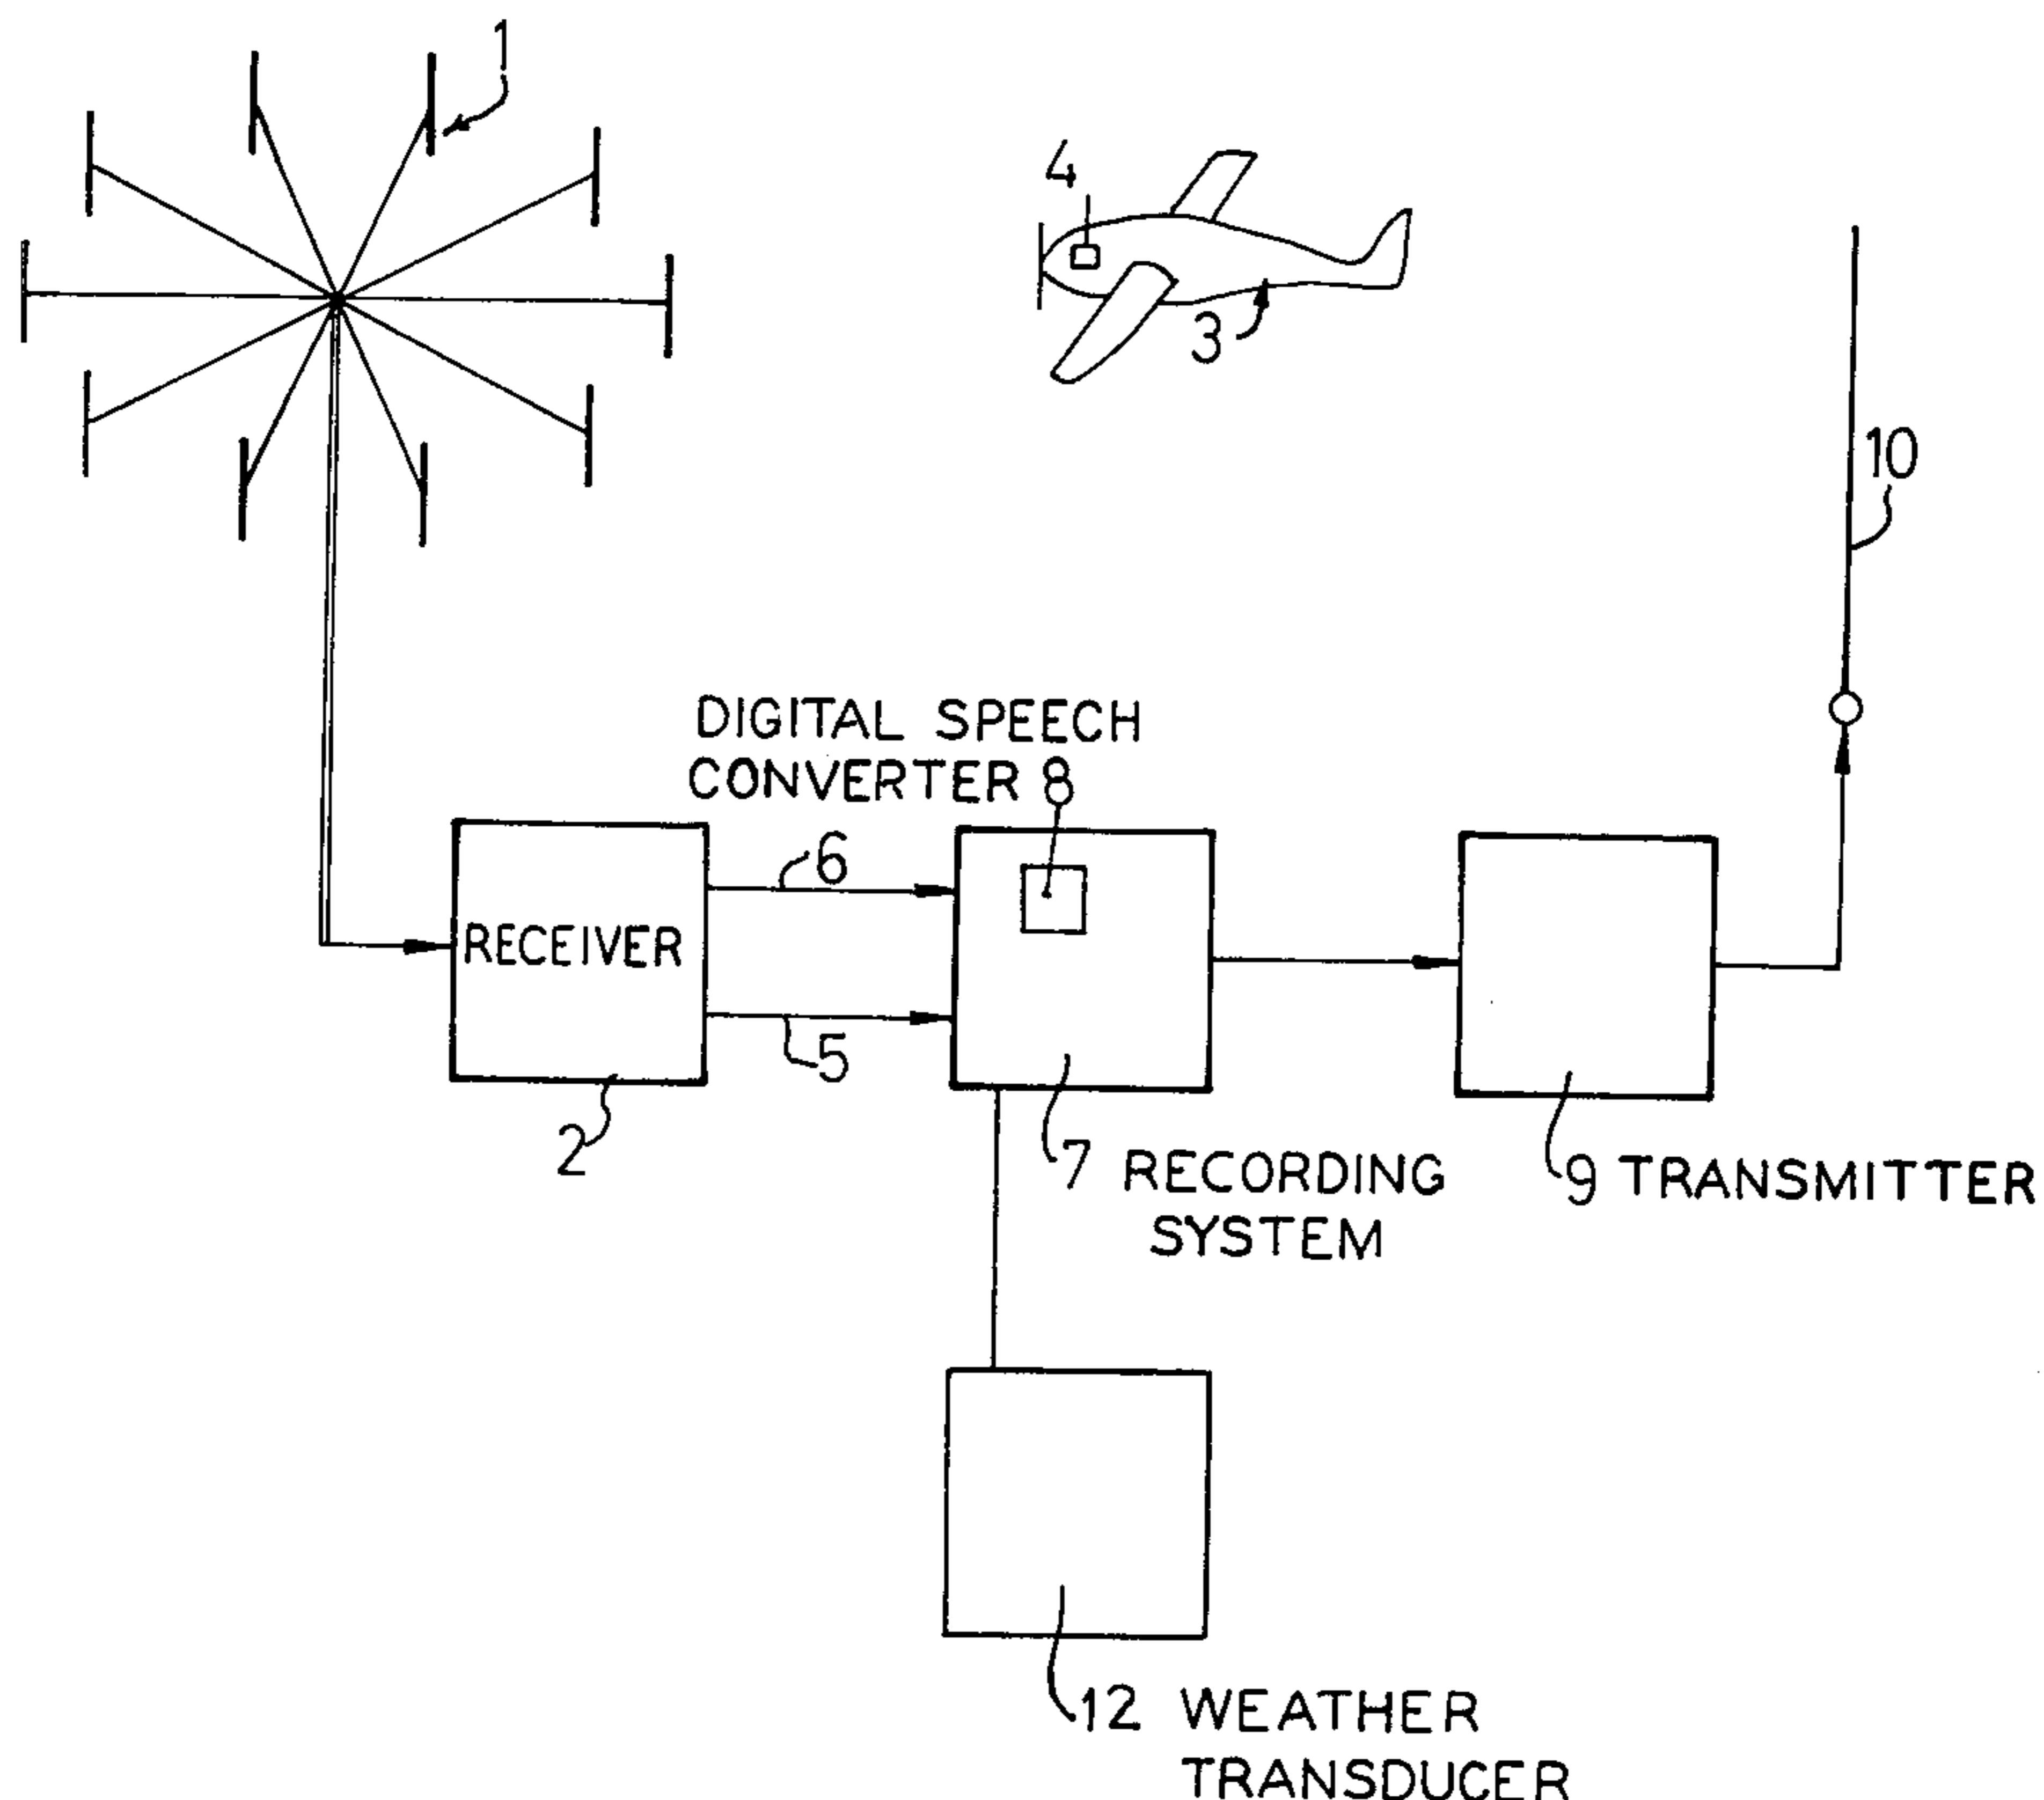 1
4
3
10
DIGITAL SPEECH
CONVERTER 8
6
RECEIVER
5
2
7 RECORDING
SYSTEM
9 TRANSMITTER
12 WEATHER
TRANSDUCER